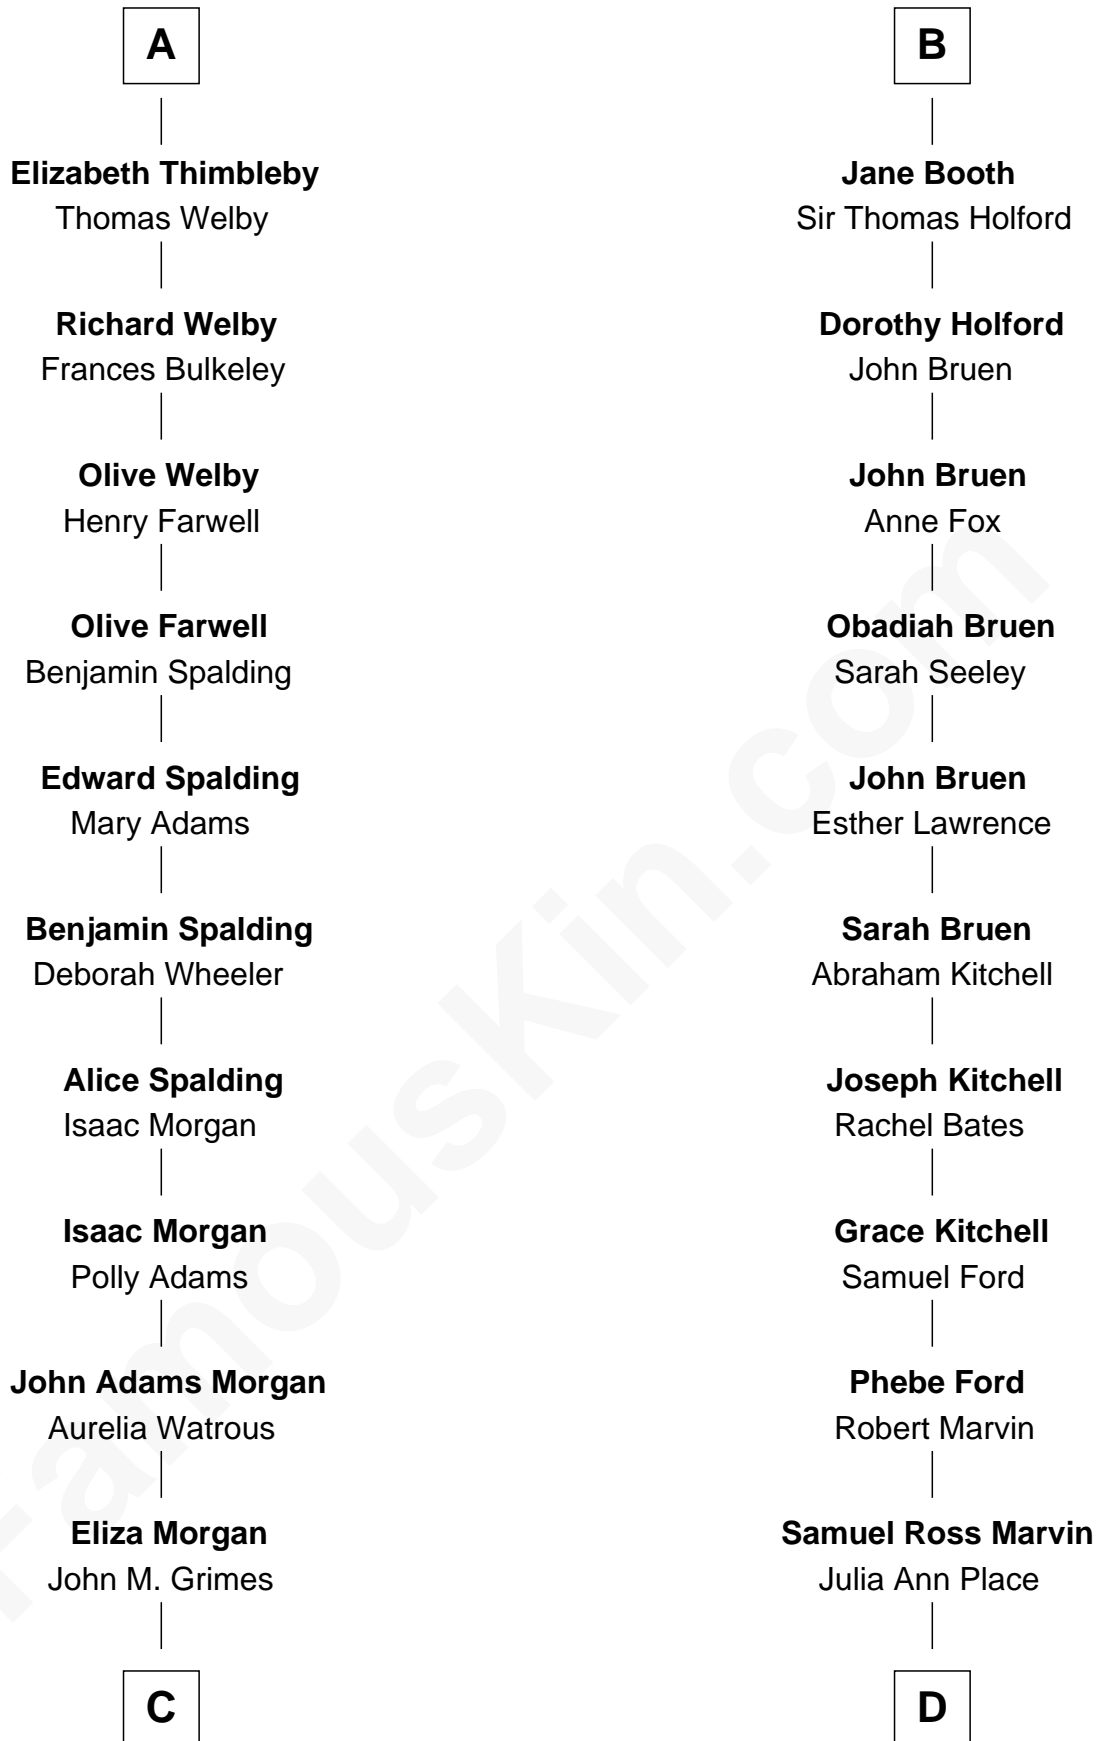 A
Elizabeth Thimbleby
Thomas Welby
Richard Welby
Frances Bulkeley
Olive Welby
Henry Farwell
Olive Farwell
Benjamin Spalding
Edward Spalding
Mary Adams
Benjamin Spalding
Deborah Wheeler
Alice Spalding
Isaac Morgan
Isaac Morgan
Polly Adams
John Adams Morgan
Aurelia Watrous
Eliza Morgan
John M. Grimes
C
B
Jane Booth
Sir Thomas Holford
Dorothy Holford
John Bruen
John Bruen
Anne Fox
Obadiah Bruen
Sarah Seeley
John Bruen
Esther Lawrence
Sarah Bruen
Abraham Kitchell
Joseph Kitchell
Rachel Bates
Grace Kitchell
Samuel Ford
Phebe Ford
Robert Marvin
Samuel Ross Marvin
Julia Ann Place
D
FamousKin.com